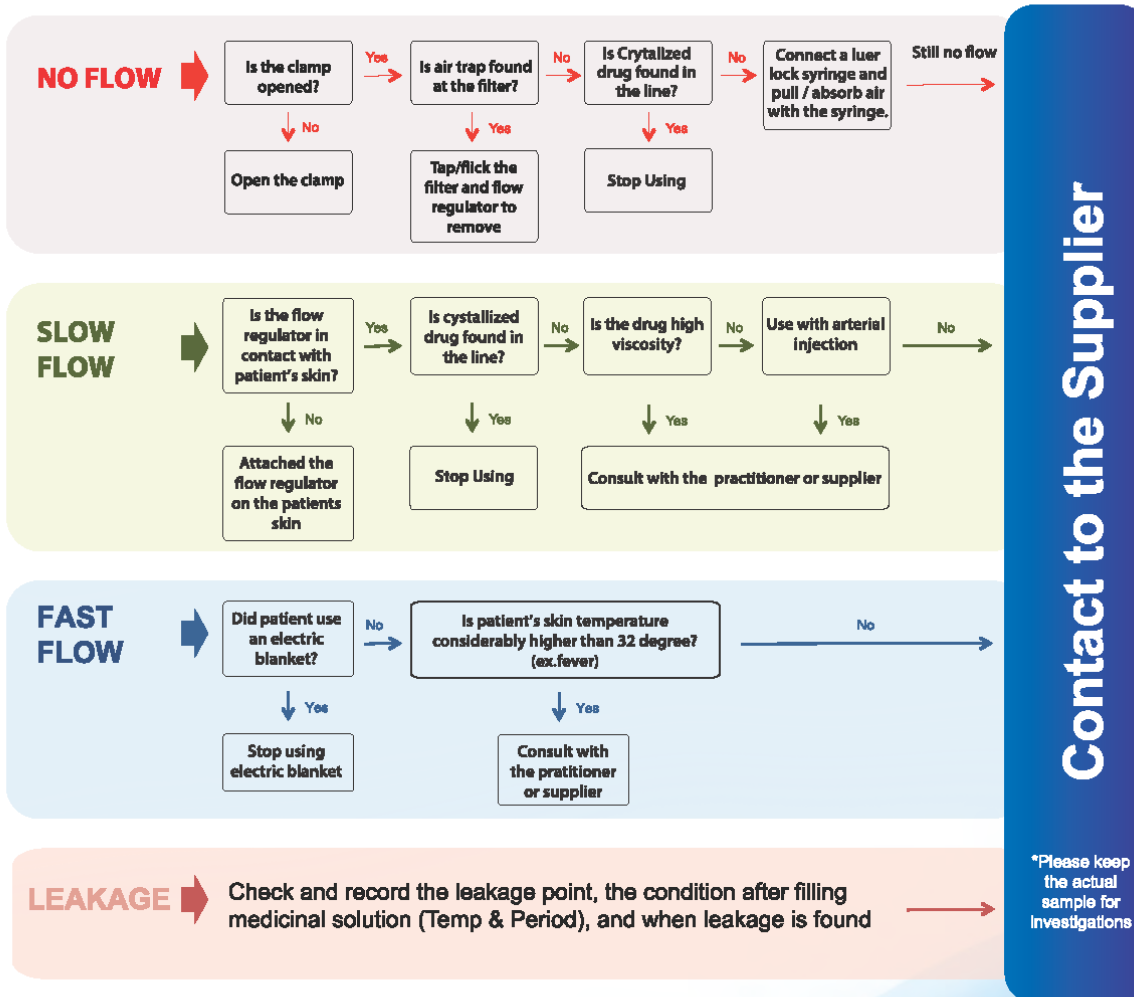 NO FLOW
Is the clamp
opened?
Yes
Is air trap found
at the filter?
No
Is Crytalized
drug found in
the line?
No
Connect a luer
lock syringe and
pull / absorb air
with the syringe.
Still no flow
No
Yes
Yes
Open the clamp
Tap/flick the
filter and flow
regulator to
remove
Stop Using
SLOW
FLOW
Is the flow
regulator in
contact with
patient's skin?
Yes
Is cystallized
drug found in
the line?
No
Is the drug high
viscosity?
No
Use with arterial
injection
No
No
Yes
Yes
Yes
Attached the
flow regulator
on the patients
skin
Stop Using
Consult with the practitioner or supplier
FAST
FLOW
Did patient use
an electric
blanket?
No
Is patient's skin temperature
considerably higher than 32 degree?
(ex.fever)
No
Yes
Yes
Stop using
electric blanket
Consult with
the pratitioner
or supplier
LEAKAGE
Check and record the leakage point, the condition after filling
medicinal solution (Temp & Period), and when leakage is found
Contact to the Supplier
*Please keep
the actual
sample for
investigations